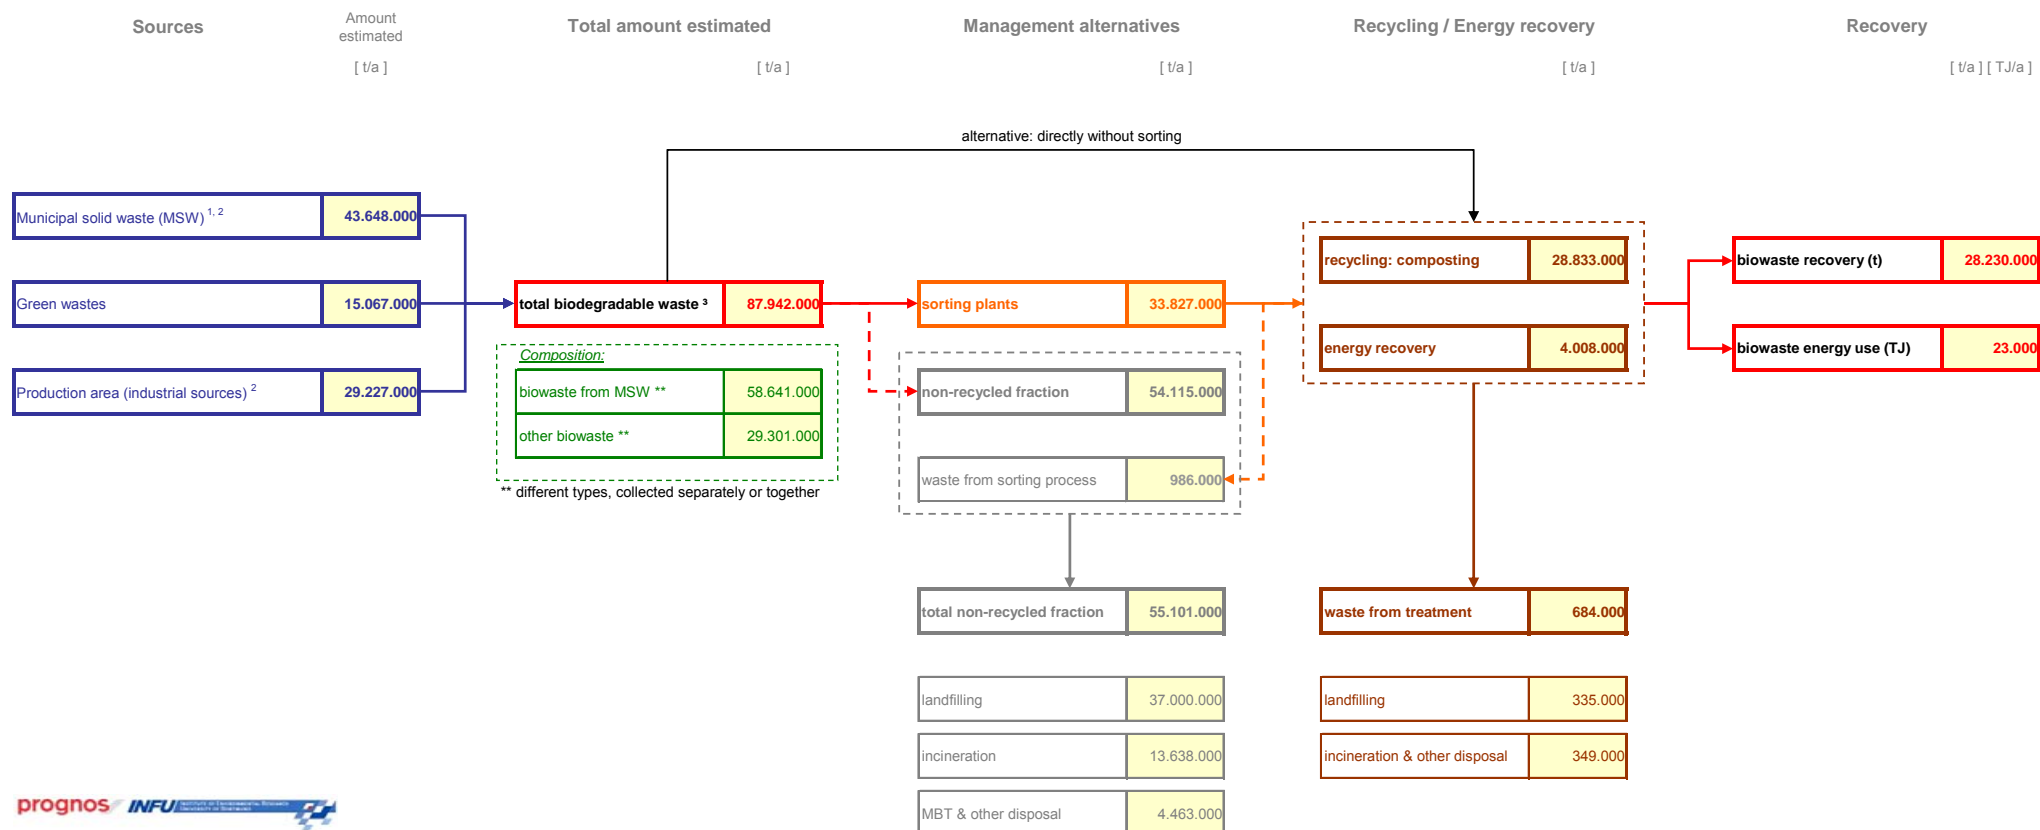 Sources
Amount
estimated
Total amount estimated
Management alternatives
Recycling / Energy recovery
Recovery
[ t/a ]
[ t/a ]
[ t/a ]
[ t/a ]
[ t/a ] [ TJ/a ]
alternative: directly without sorting
Municipal solid waste (MSW) 1, 2
43.648.000
recycling: composting
28.833.000
biowaste recovery (t)
28.230.000
Green wastes
15.067.000
total biodegradable waste ³
87.942.000
sorting plants
33.827.000
energy recovery
4.008.000
biowaste energy use (TJ)
23.000
Composition:
Production area (industrial sources) 2
29.227.000
biowaste from MSW **
58.641.000
non-recycled fraction
54.115.000
other biowaste **
29.301.000
waste from sorting process
986.000
** different types, collected separately or together
total non-recycled fraction
55.101.000
waste from treatment
684.000
landfilling
37.000.000
landfilling
335.000
incineration
13.638.000
incineration & other disposal
349.000
MBT & other disposal
4.463.000
prognos
INFU
INSTITUTE OF ENVIRONMENTAL RESEARCH
UNIVERSITY OF DORTMUND